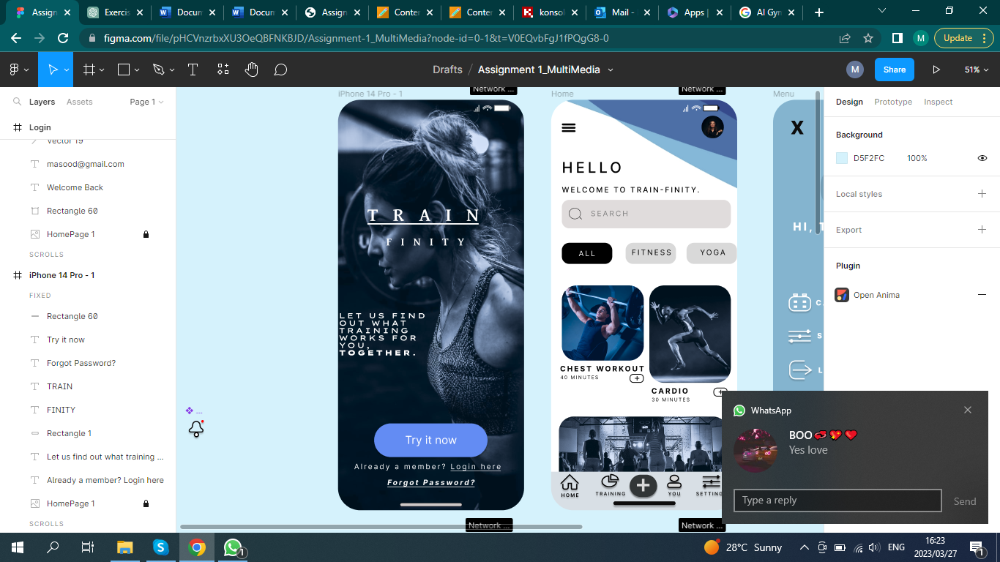 Assign
Exercis
Docum
Docum
Assign
Conter
Conter
konsol
Mail -
Apps |
AI Gyn
figma.com/file/pHCVnzrbxXU3OeQBFNKBJD/Assignment-1_MultiMedia?node-id=0-1&t=V0EQvbFgJ1fPQgG8-0
M
Update
Drafts / Assignment 1_MultiMedia
M
Share
51%
Layers
Assets
Page 1
Login
Vector 19
masood@gmail.com
Welcome Back
Rectangle 60
HomePage 1
SCROLLS
iPhone 14 Pro - 1
FIXED
Rectangle 60
Try it now
Forgot Password?
TRAIN
FINITY
Rectangle 1
Let us find out what training ...
Already a member? Login here
HomePage 1
SCROLLS
...
iPhone 14 Pro - 1
Network ...
TRAIN
FINITY
LET US FIND
OUT WHAT
TRAINING
WORKS FOR
YOU,
TOGETHER.
Try it now
Already a member? Login here
Forgot Password?
Network ...
Home
Network ...
HELLO
WELCOME TO TRAIN-FINITY.
SEARCH
ALL
FITNESS
YOGA
CHEST WORKOUT
40 MINUTES
CARDIO
30 MINUTES
HOME
TRAINING
YOU
SETTING
Network ...
Menu
X
HI, T
C
S
L
Design
Prototype
Inspect
Background
D5F2FC
100%
Local styles
Export
Plugin
Open Anima
WhatsApp
BOO💋💖❤
Yes love
Type a reply
Send
1
28°C Sunny
ENG
16:23
2023/03/27
1